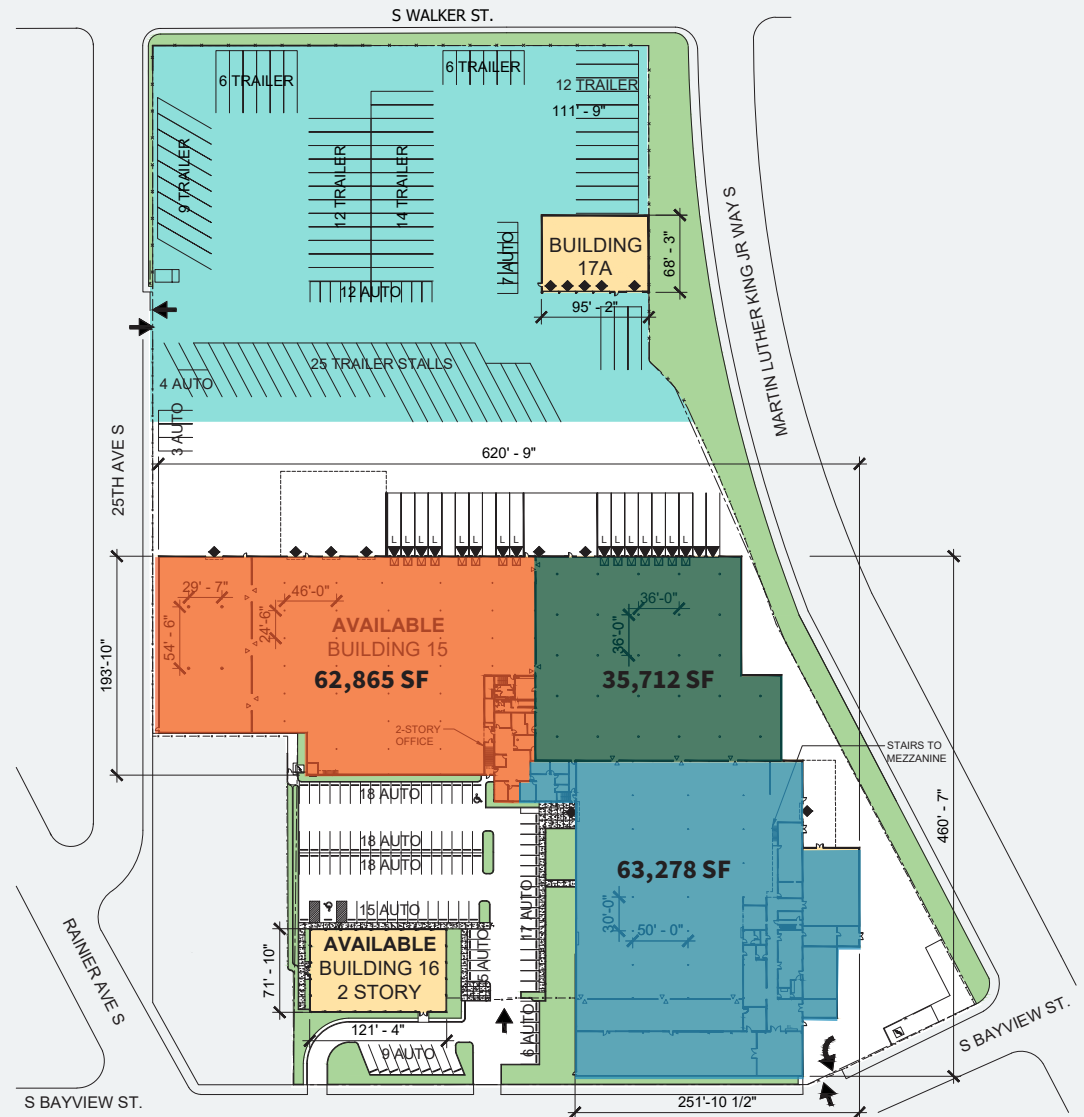 S WALKER ST.
6 TRAILER
6 TRAILER
12 TRAILER
111' - 9"
9 TRAILER
12 TRAILER
14 TRAILER
MARTIN LUTHER KING JR WAY S
7 AUTO
BUILDING
17A
68' - 3"
12 AUTO
95' - 2"
25 TRAILER STALLS
4 AUTO
3 AUTO
25TH AVE S
620' - 9"
L L L L L L L L
L L L L L L L
29' - 7"
46'-0"
24'-6"
54' - 6"
193'-10"
AVAILABLE
BUILDING 15
62,865 SF
36'-0"
36'-0"
35,712 SF
2-STORY
OFFICE
STAIRS TO
MEZZANINE
460' - 7"
18 AUTO
18 AUTO
18 AUTO
15 AUTO
17 AUTO
63,278 SF
30'-0"
50' - 0"
RAINIER AVE S
AVAILABLE
BUILDING 16
2 STORY
71' - 10"
5 AUTO
121' - 4"
9 AUTO
6 AUTO
S BAYVIEW ST.
S BAYVIEW ST.
251'-10 1/2"